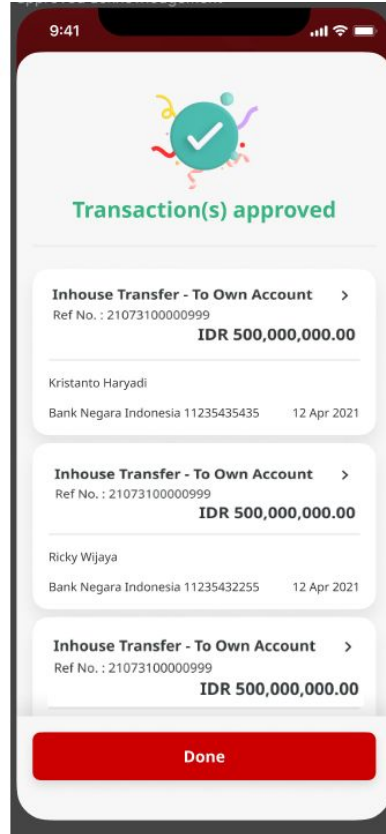 9:41
Transaction(s) approved
Inhouse Transfer - To Own Account
Ref No. : 21073100000999
IDR 500,000,000.00
Kristanto Haryadi
Bank Negara Indonesia 11235435435 12 Apr 2021
Inhouse Transfer - To Own Account
Ref No. : 21073100000999
IDR 500,000,000.00
Ricky Wijaya
Bank Negara Indonesia 11235432255 12 Apr 2021
Inhouse Transfer - To Own Account
Ref No. : 21073100000999
IDR 500,000,000.00
Done